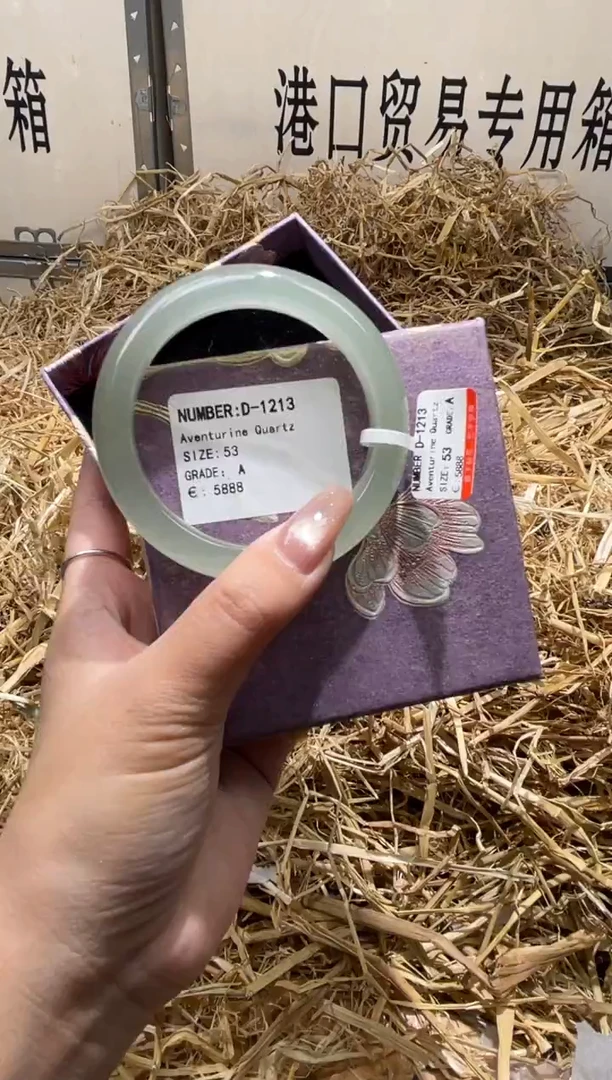 箱
港口贸易专用箱
NUMBER:D-1213
Aventurine Quartz
SIZE:53
GRADE: A
€: 5888
NUMBER D-1213
Aventurine Quartz
SIZE: 53 GRADE: A
€: 5888